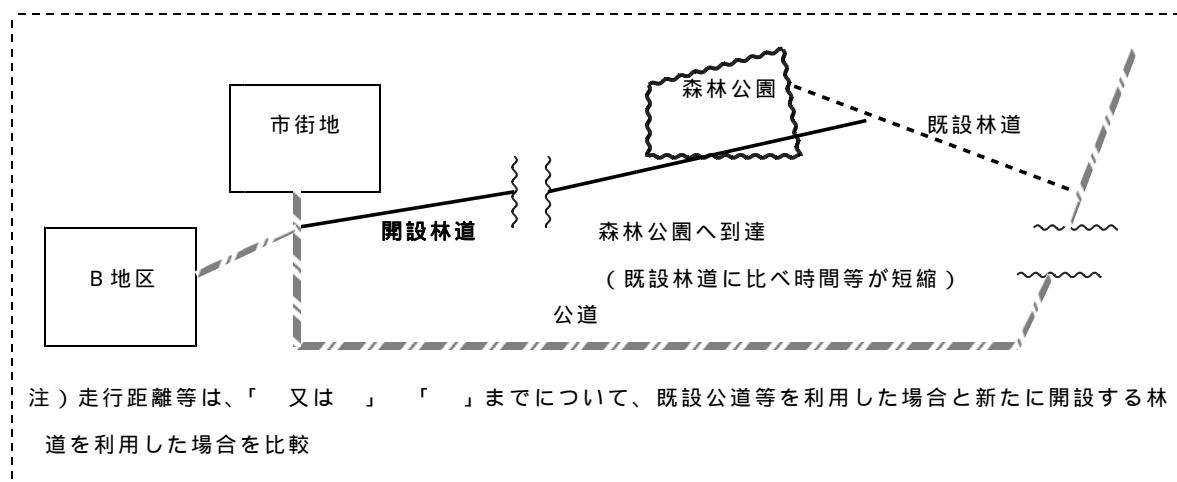 森林公園
市街地
既設林道
開設林道
森林公園へ到達
B地区
(既設林道に比べ時間等が短縮)
公道
注)走行距離等は、「　又は　」　「　」までについて、既設公道等を利用した場合と新たに開設する林
道を利用した場合を比較